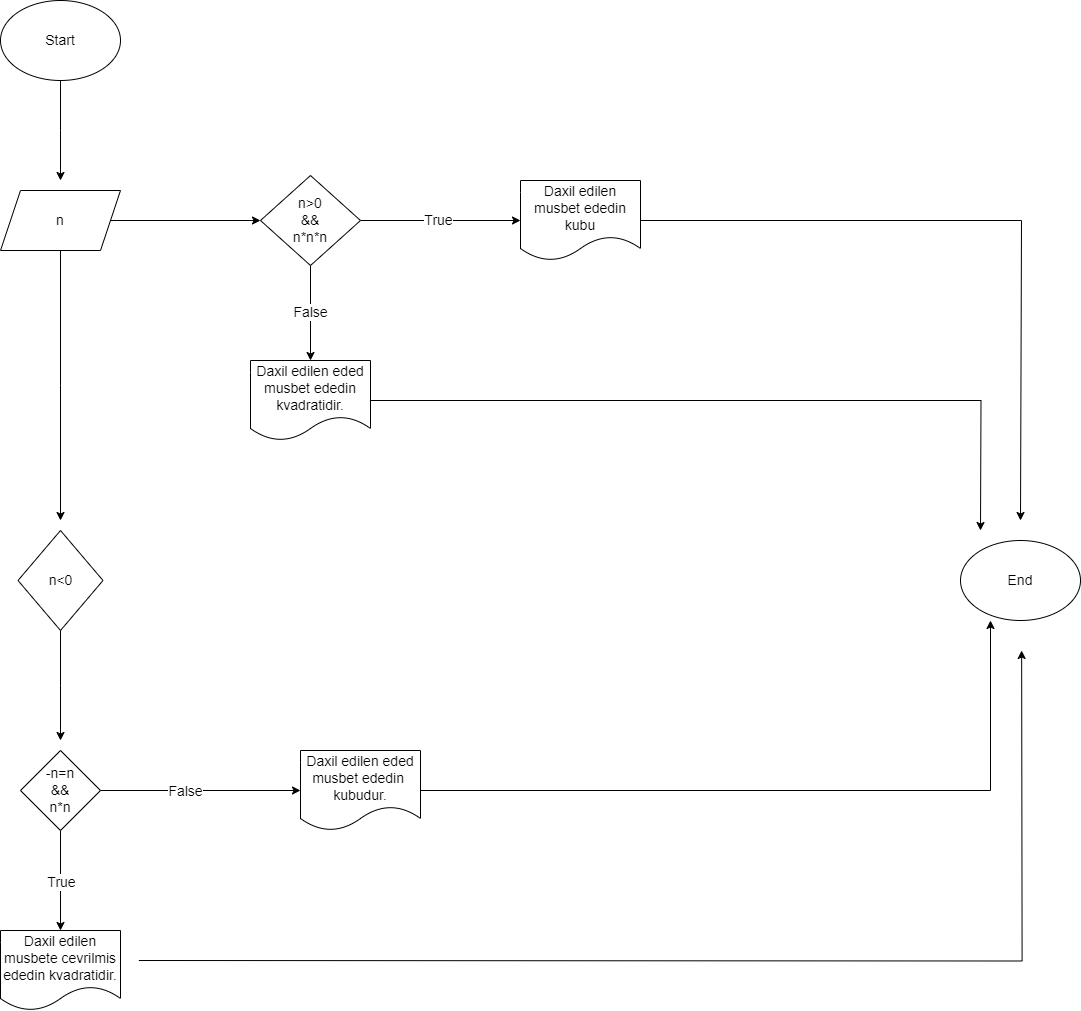 Start
n
n>0
&&
n*n*n
True
Daxil edilen
musbet ededin
kubu
False
Daxil edilen eded
musbet ededin
kvadratidir.
n<0
End
-n=n
&&
n*n
False
Daxil edilen eded
musbet ededin
kubudur.
True
Daxil edilen
musbete cevrilmis
ededin kvadratidir.